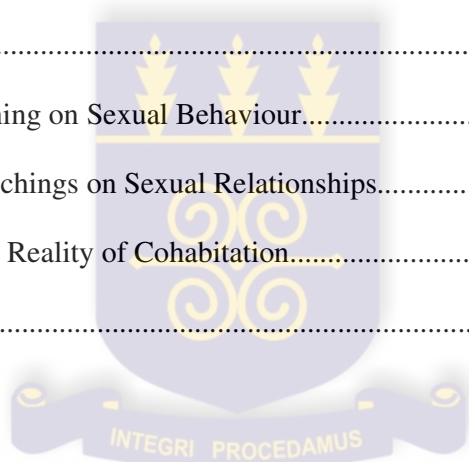 .............................................
ning on Sexual Behaviour...................
chings on Sexual Relationships..........
Reality of Cohabitation....................
.............................................
INTEGRI PROCEDAMUS